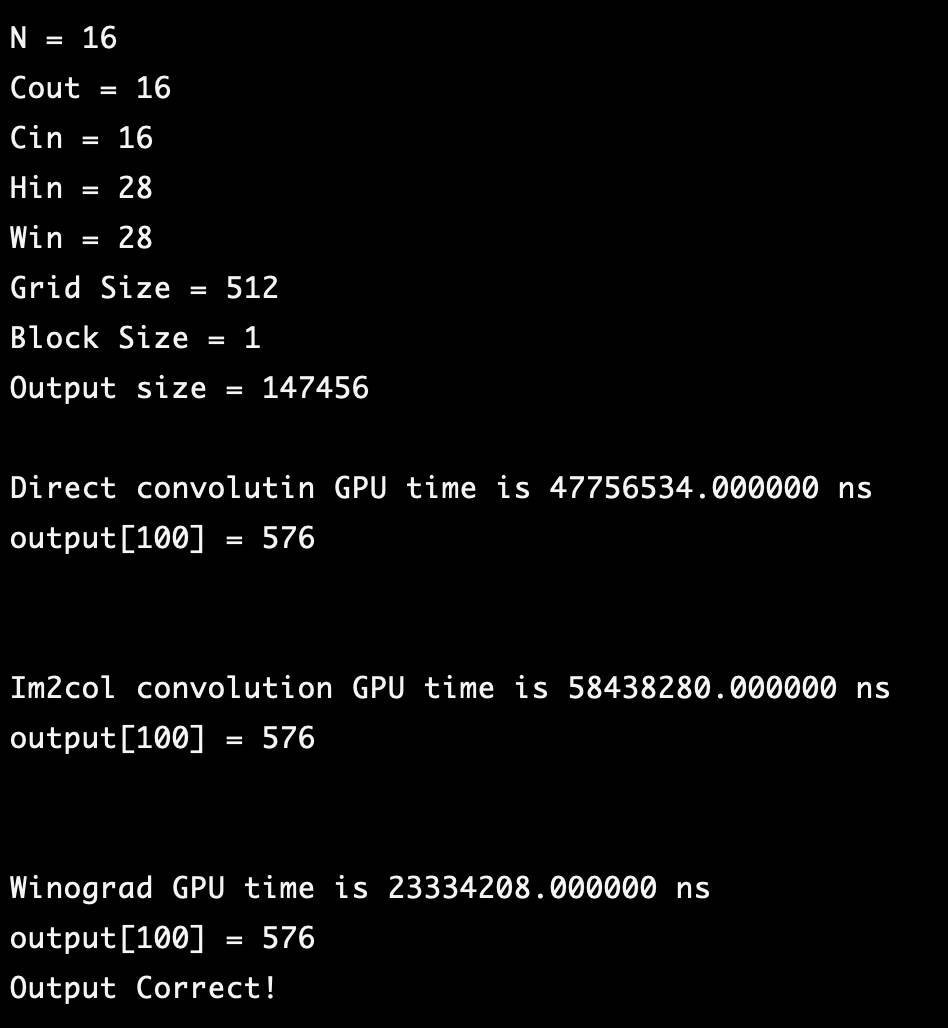 N = 16
Cout = 16
Cin = 16
Hin = 28
Win = 28
Grid Size = 512
Block Size = 1
Output size = 147456
Direct convolutin GPU time is 47756534.000000 ns
output[100] = 576
Im2col convolution GPU time is 58438280.000000 ns
output[100] = 576
Winograd GPU time is 23334208.000000 ns
output[100] = 576
Output Correct!